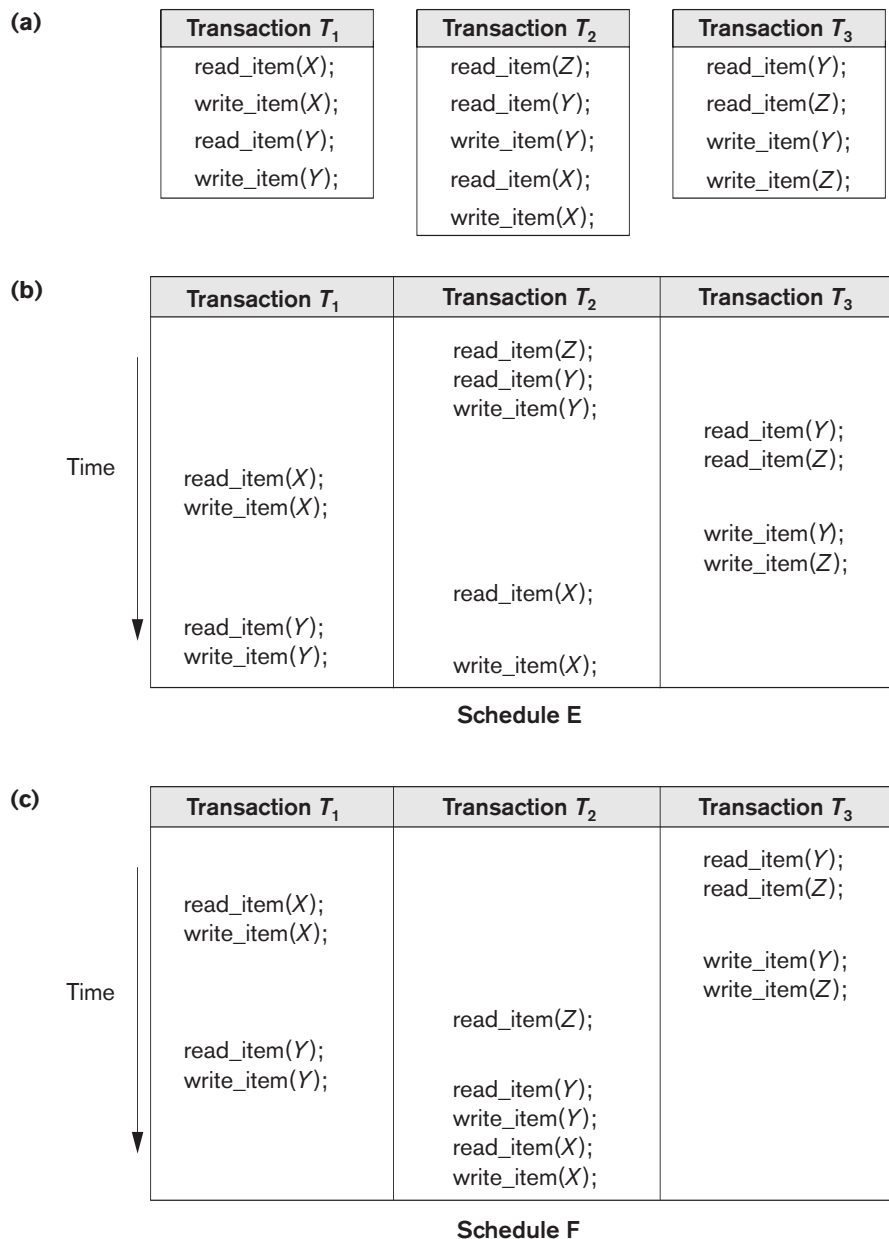 (a)
Transaction T1 Transaction T2 Transaction T3
read_item(X); read_item(Z); read_item(Y);
write_item(X); read_item(Y); read_item(Z);
read_item(Y); write_item(Y); write_item(Y);
write_item(Y); read_item(X); write_item(Z);
write_item(X);
(b)
Transaction T1 Transaction T2 Transaction T3
read_item(Z);
read_item(Y);
write_item(Y);
read_item(Y);
read_item(Z);
Time
read_item(X);
write_item(X);
write_item(Y);
write_item(Z);
read_item(X);
read_item(Y);
write_item(Y); write_item(X);
Schedule E
(c)
Transaction T1 Transaction T2 Transaction T3
read_item(Y);
read_item(Z);
read_item(X);
write_item(X);
write_item(Y);
Time write_item(Z);
read_item(Z);
read_item(Y);
write_item(Y);
read_item(Y);
write_item(Y);
read_item(X);
write_item(X);
Schedule F